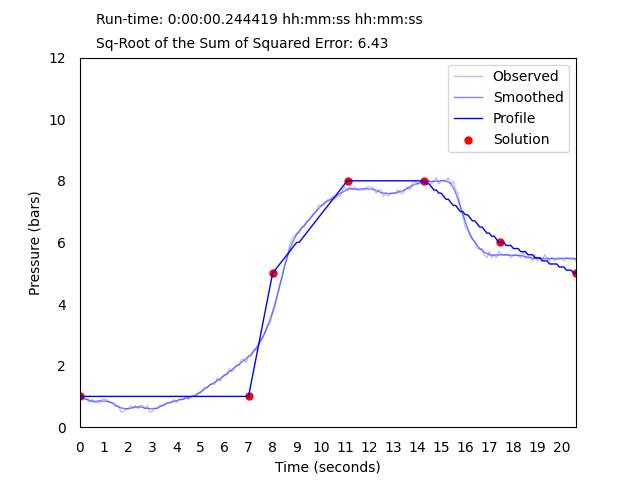 Run-time: 0:00:00.244419 hh:mm:ss hh:mm:ss
Sq-Root of the Sum of Squared Error: 6.43
12
10
8
6
4
2
0
Pressure (bars)
Observed
Smoothed
Profile
Solution
0 1 2 3 4 5 6 7 8 9 10 11 12 13 14 15 16 17 18 19 20
Time (seconds)